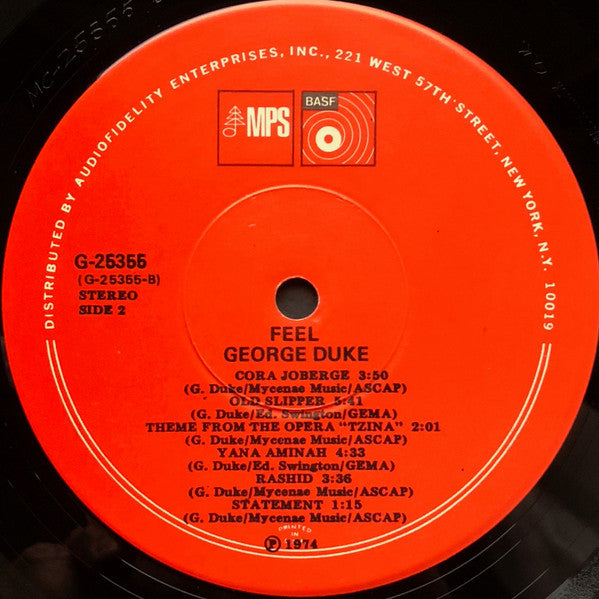 DISTRIBUTED BY AUDIOFIDELITY ENTERPRISES, INC., 221 WEST 57TH STREET, NEW YORK, N.Y. 10019
MPS
BASF
G-25355
(G-25355-B)
STEREO
SIDE 2
FEEL
GEORGE DUKE
CORA JOBERGE 3:50
(G. Duke/Mycenae Music/ASCAP)
OLD SLIPPER 5:41
(G. Duke/Ed. Swington/GEMA)
THEME FROM THE OPERA "TZINA" 2:01
(G. Duke/Mycenae Music/ASCAP)
YANA AMINAH 4:33
(G. Duke/Ed. Swington/GEMA)
RASHID 3:36
(G. Duke/Mycenae Music/ASCAP)
STATEMENT 1:15
(G. Duke/Mycenae Music/ASCAP)
PRINTED
IN
Ⓟ 1974